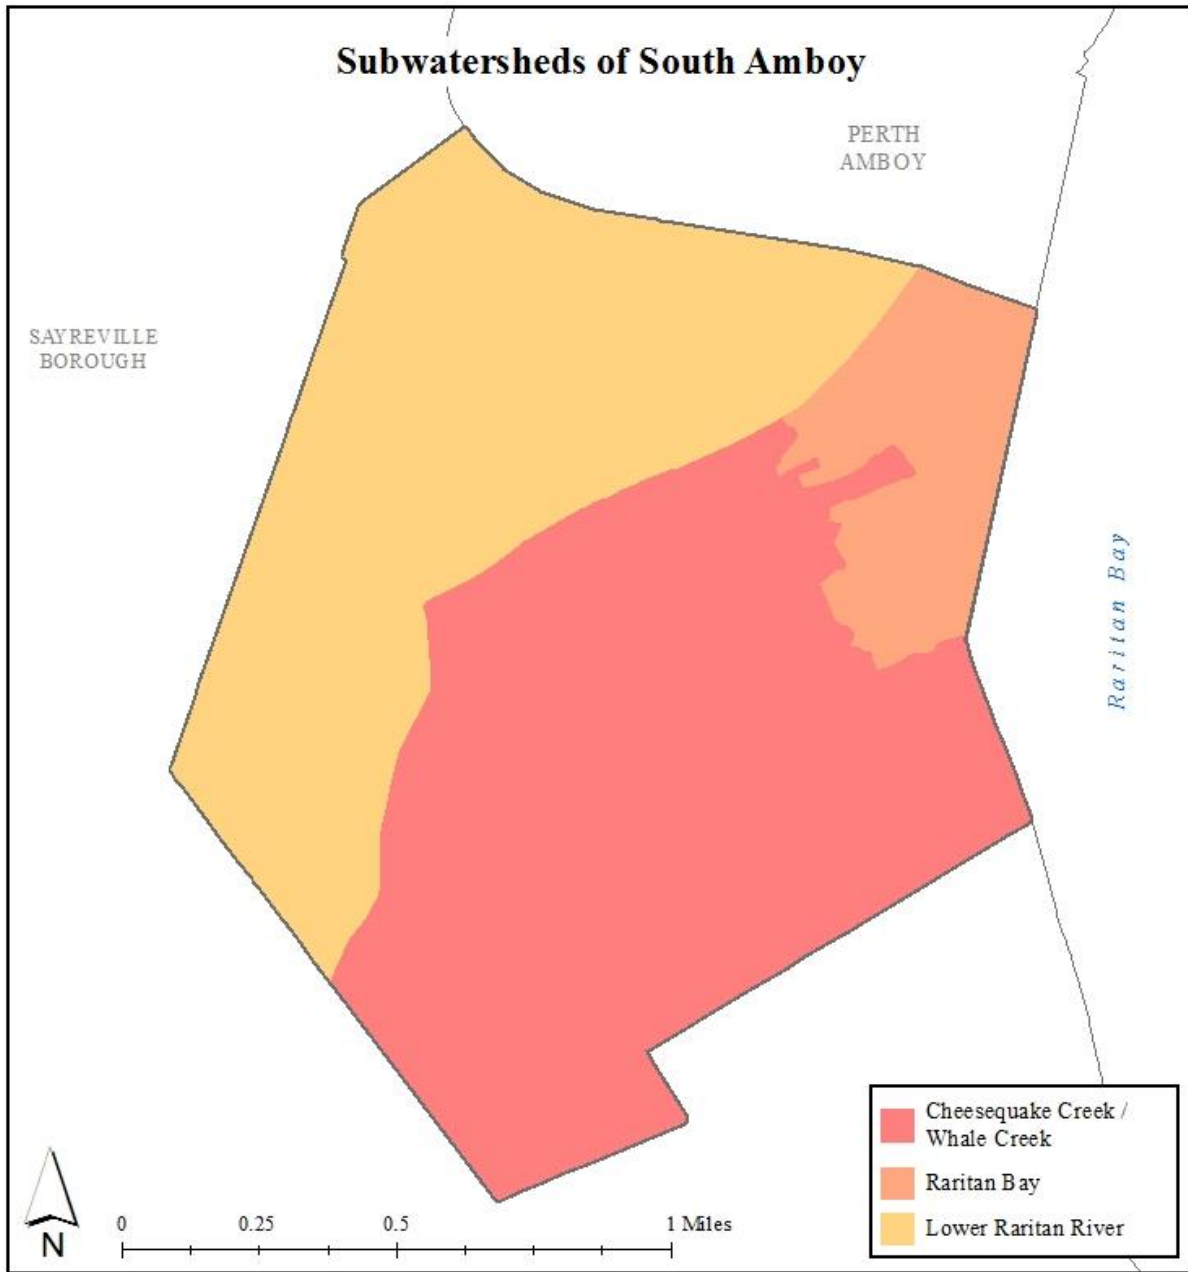 Subwatersheds of South Amboy
PERTH
AMBOY
SAYREVILLE
BOROUGH
Raritan Bay
Cheesequake Creek /
Whale Creek
Raritan Bay
Lower Raritan River
0 0.25 0.5 1 Miles
N